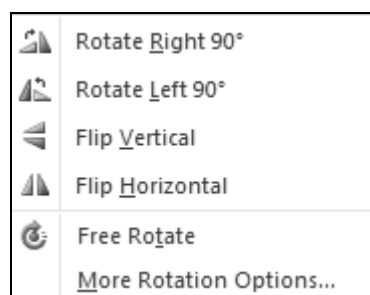 Rotate Right 90°
Rotate Left 90°
Flip Vertical
Flip Horizontal
Free Rotate
More Rotation Options...